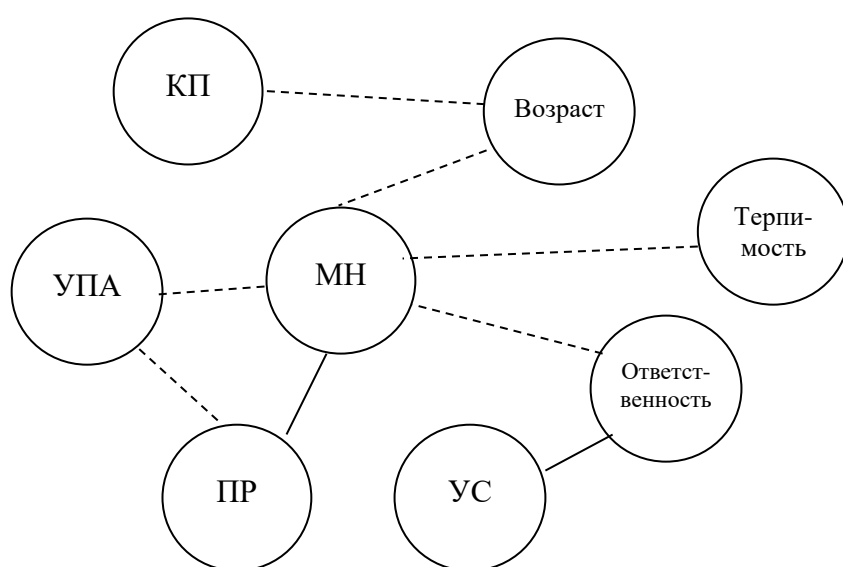 КП
Возраст
Терпи-
мость
УПА
МН
Ответст-
венность
ПР
УС